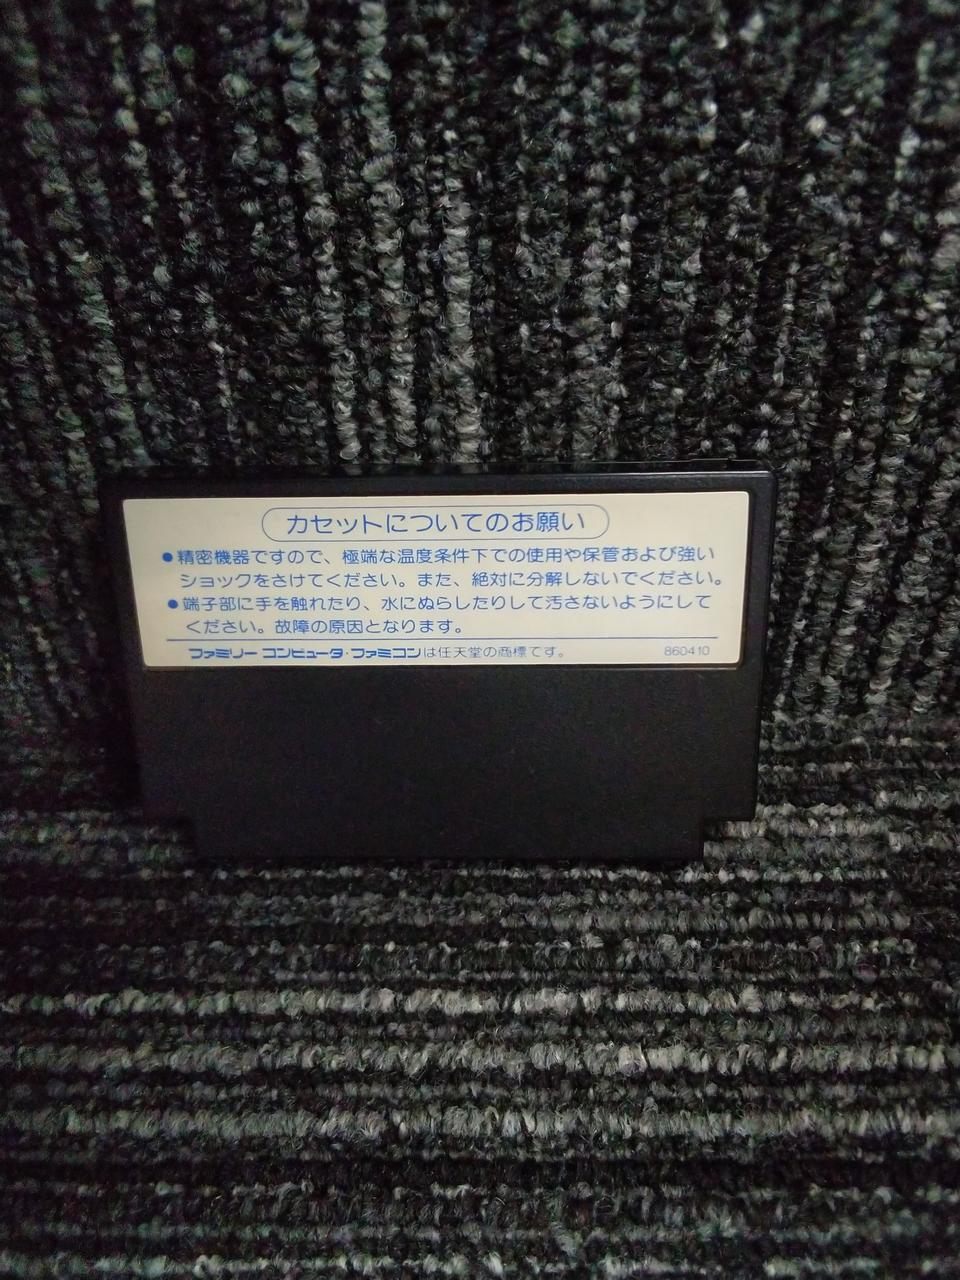 カセットについてのお願い
●精密機器ですので、極端な温度条件下での使用や保管および強い
ショックをさけてください。また、絶対に分解しないでください。
●端子部に手を触れたり、水にぬらしたりして汚さないようにして
ください。故障の原因となります。
ファミリーコンピュータ・ファミコンは任天堂の商標です。 860410